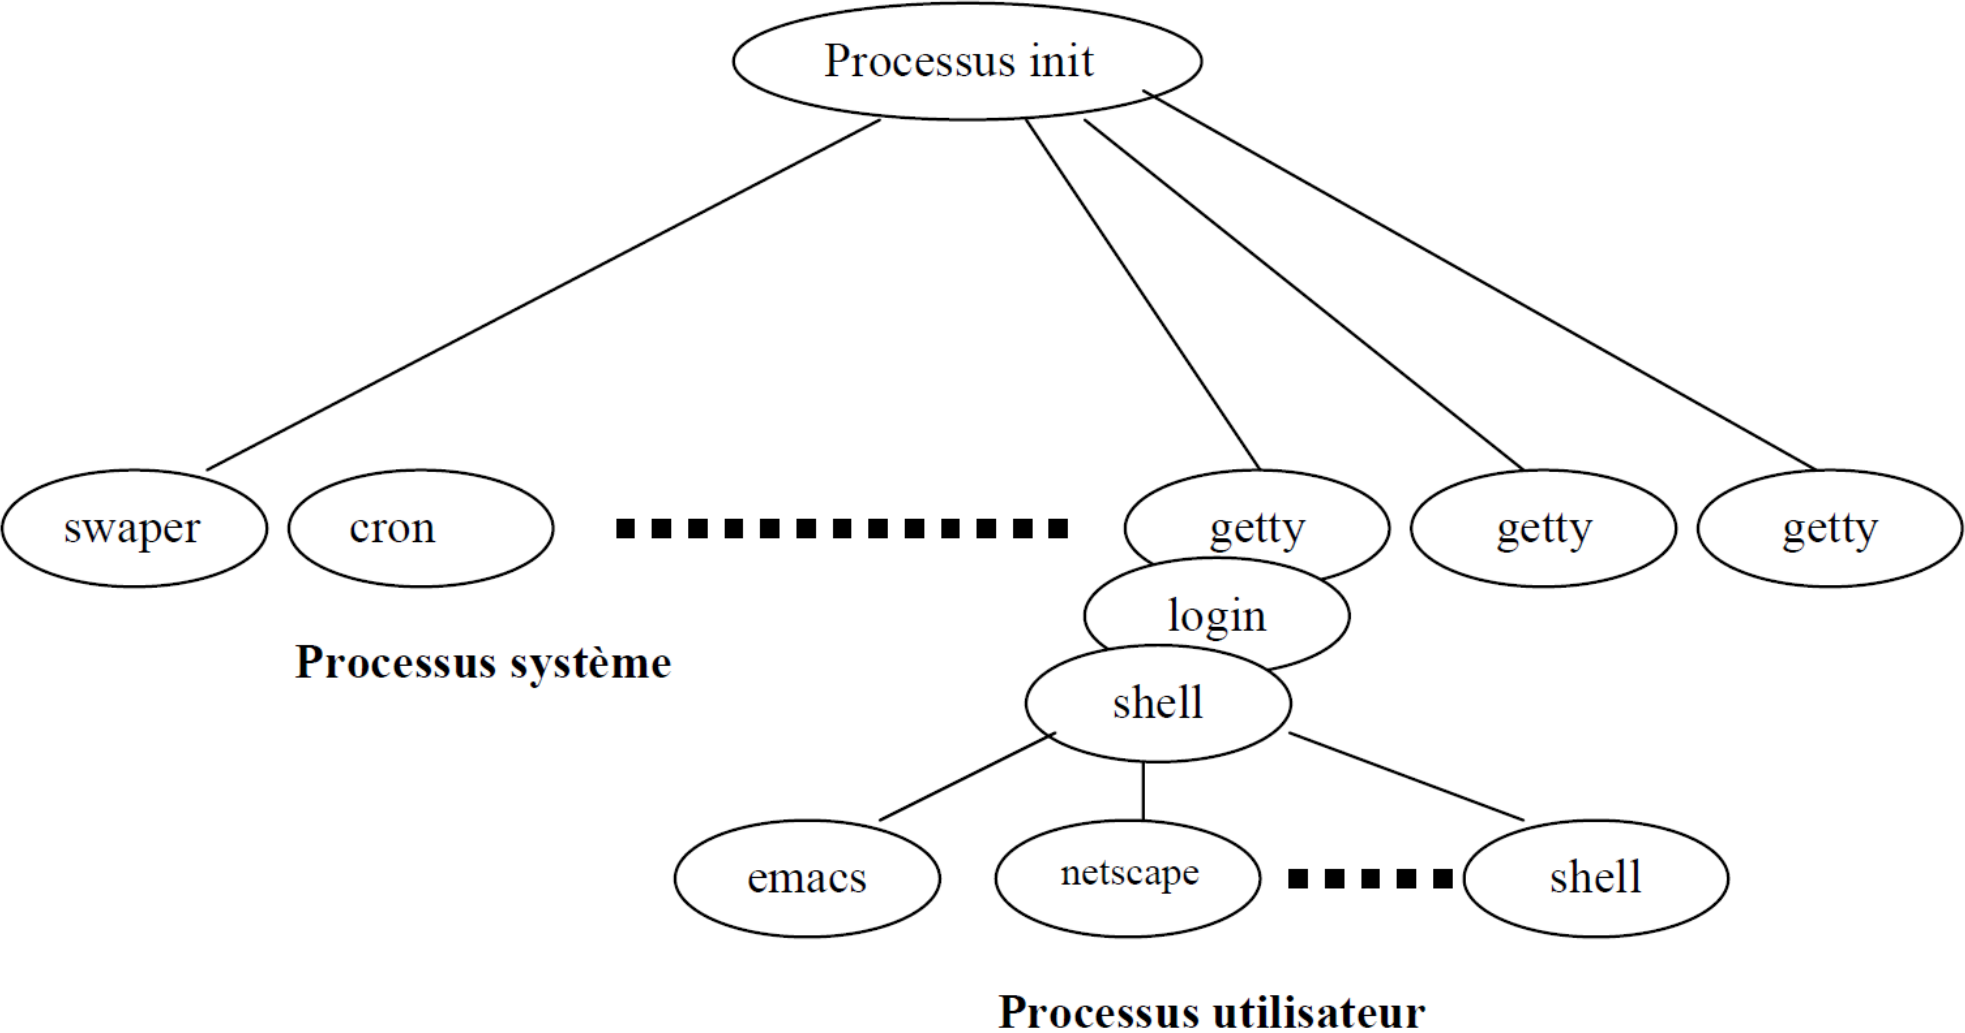 Processus init
swaper
cron
getty
getty
getty
login
Processus système
shell
emacs
netscape
shell
Processus utilisateur